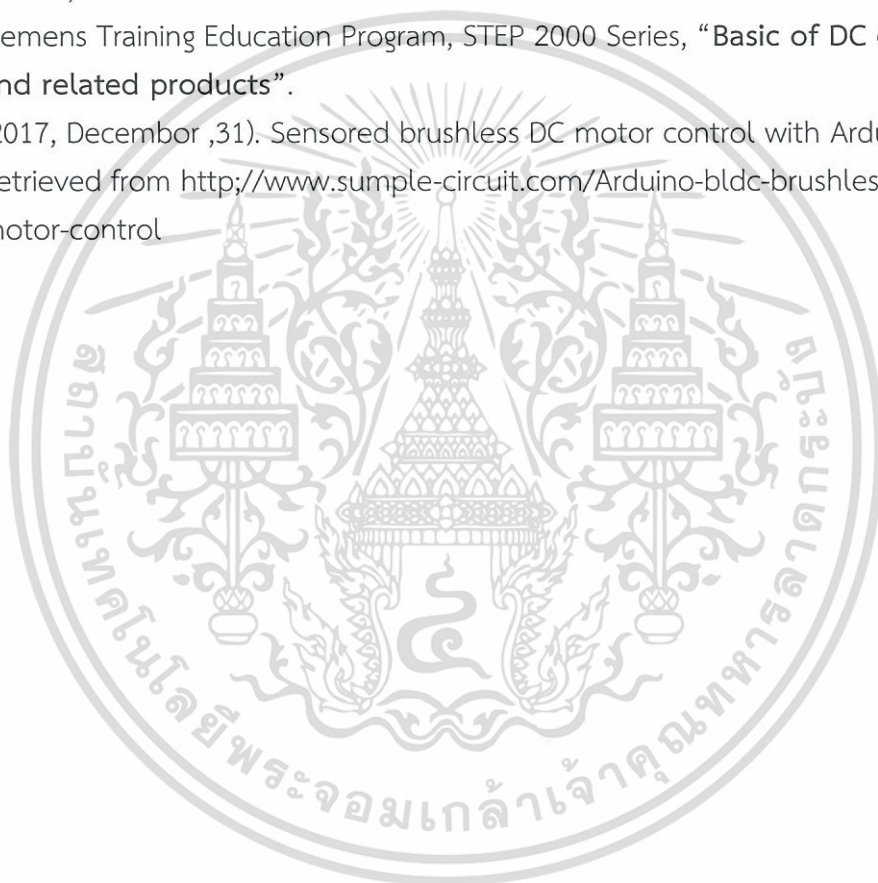 emens Training Education Program, STEP 2000 Series, “Basic of DC
nd related products”.
2017, Decembor ,31). Sensored brushless DC motor control with Ardu
etrieved from http;//www.sumple-circuit.com/Arduino-bldc-brushles
notor-control
สถาบันเทคโนโลยีพระจอมเกล้าเจ้าคุณทหารลาดกระบัง